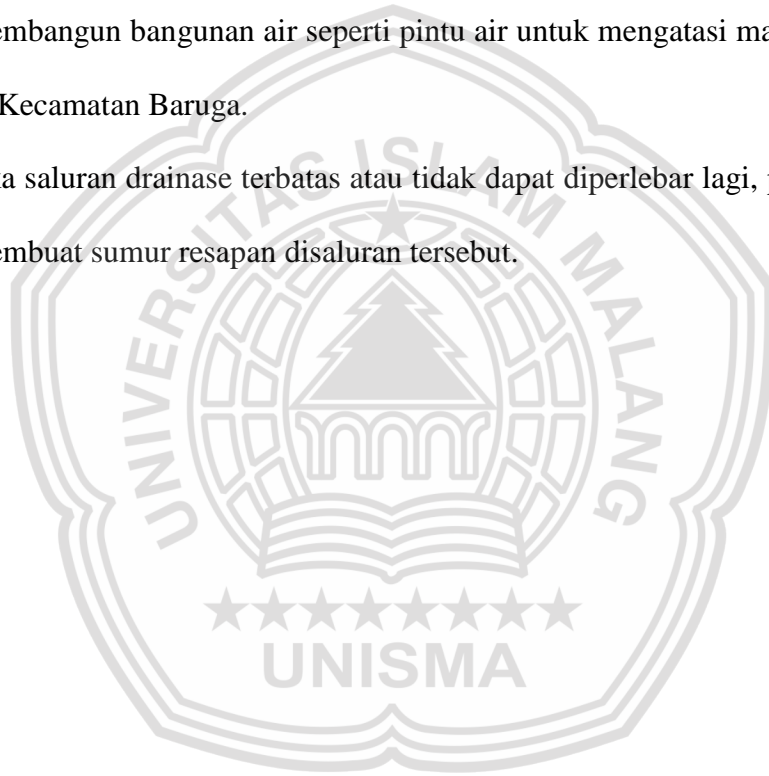 embangun bangunan air seperti pintu air untuk mengatasi ma
Kecamatan Baruga.
a saluran drainase terbatas atau tidak dapat diperlebar lagi, p
embuat sumur resapan disaluran tersebut.
UNIVERSITAS ISLAM MALANG
UNISMA